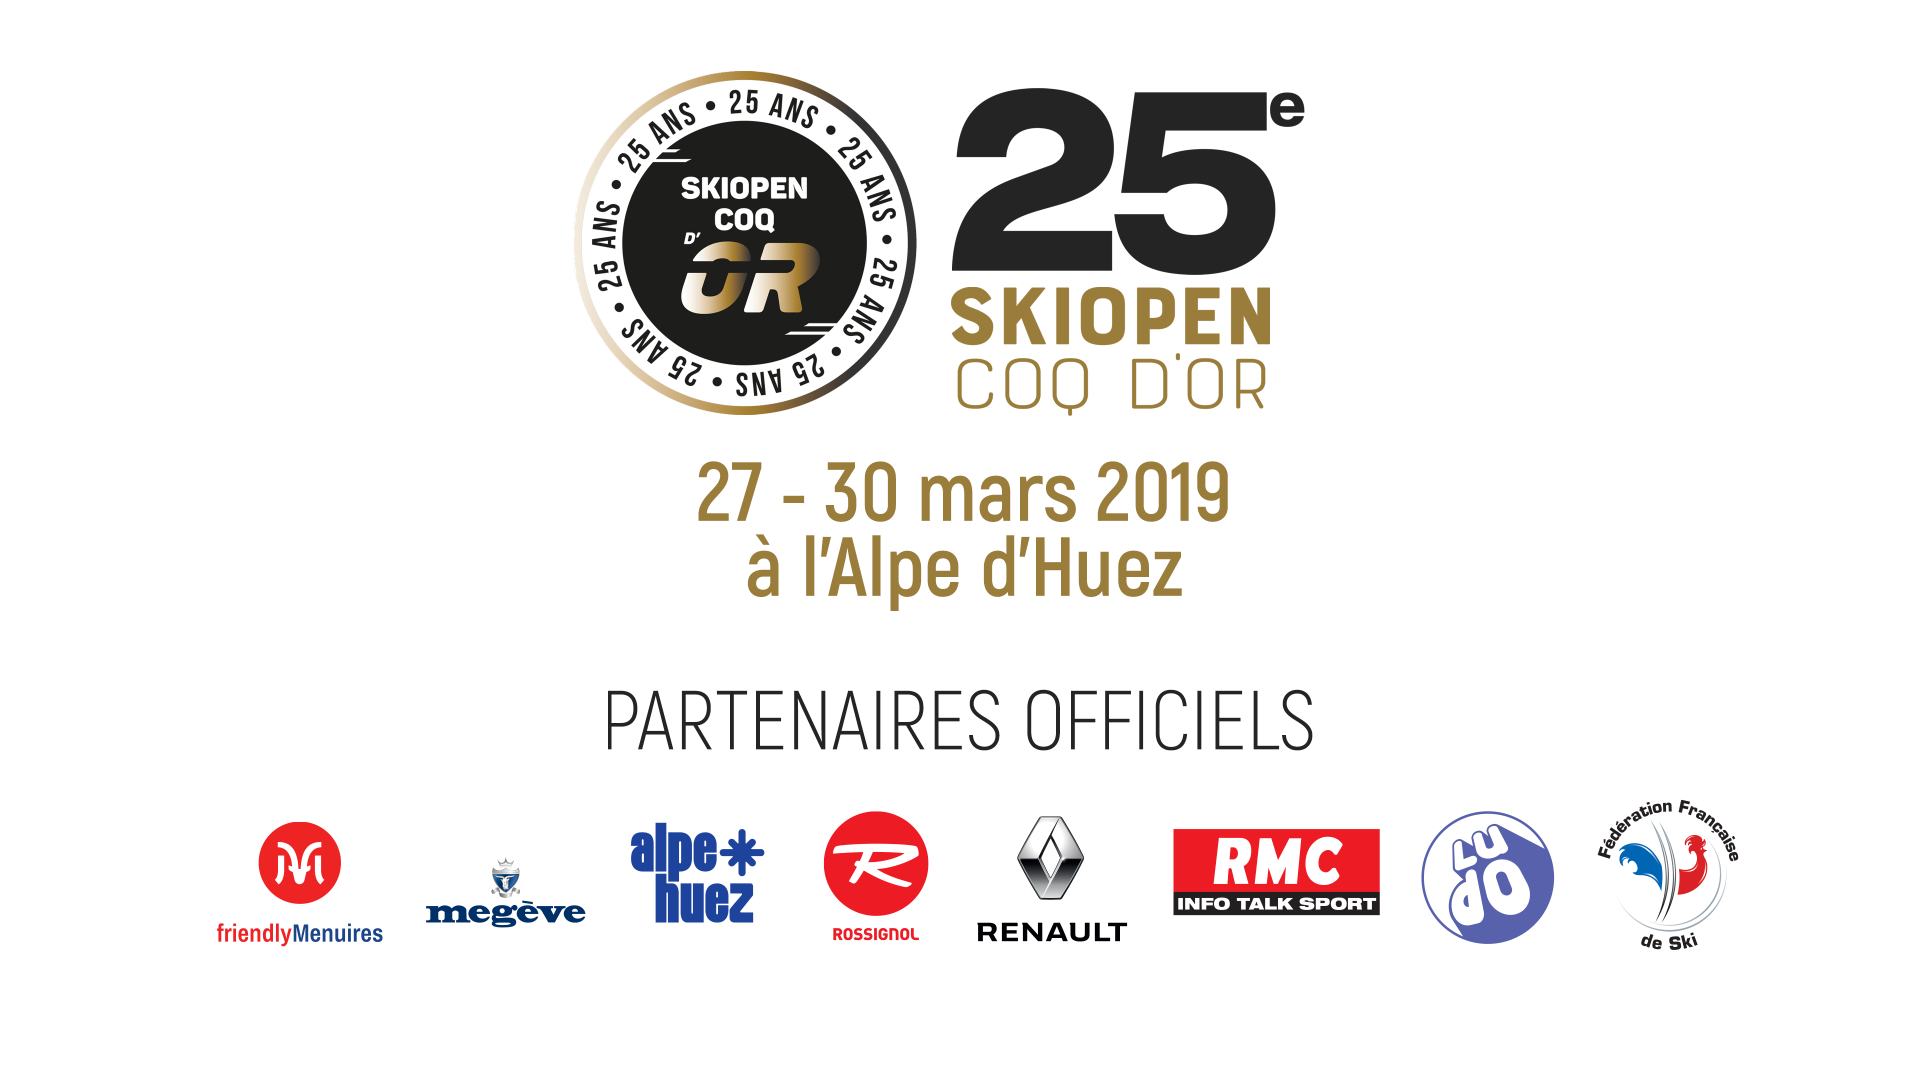 25 ANS • 25 ANS • 25 ANS • 25 ANS • 25 ANS • 25 ANS • 25 ANS •
SKIOPEN
COQ
D'
OR
25e
SKIOPEN
COQ D'OR
27 - 30 mars 2019
à l'Alpe d'Huez
PARTENAIRES OFFICIELS
friendlyMenuires
megève
alpe
huez
R
ROSSIGNOL
RENAULT
RMC
INFO TALK SPORT
LU
DO
Fédération Française
de Ski